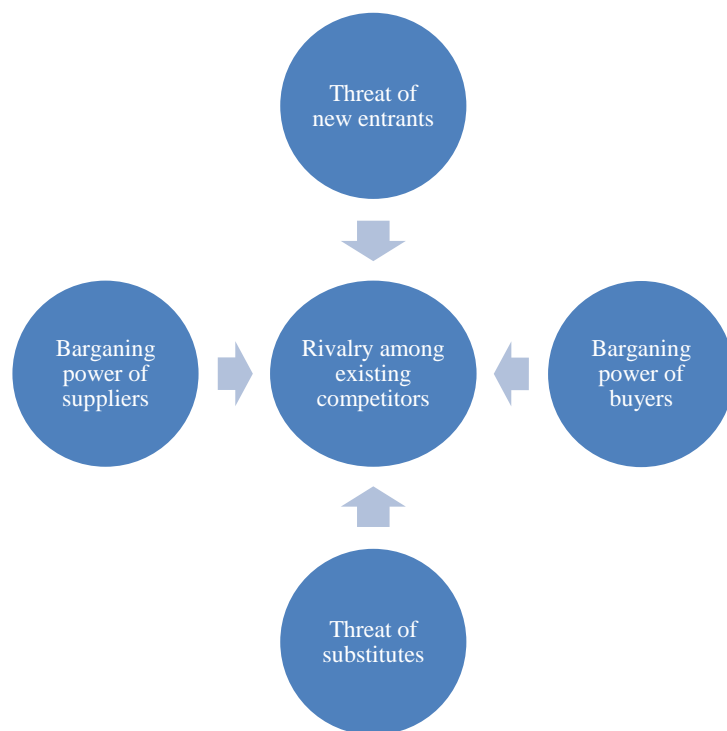 Threat of
new entrants
Barganing
power of
suppliers
Rivalry among
existing
competitors
Barganing
power of
buyers
Threat of
substitutes